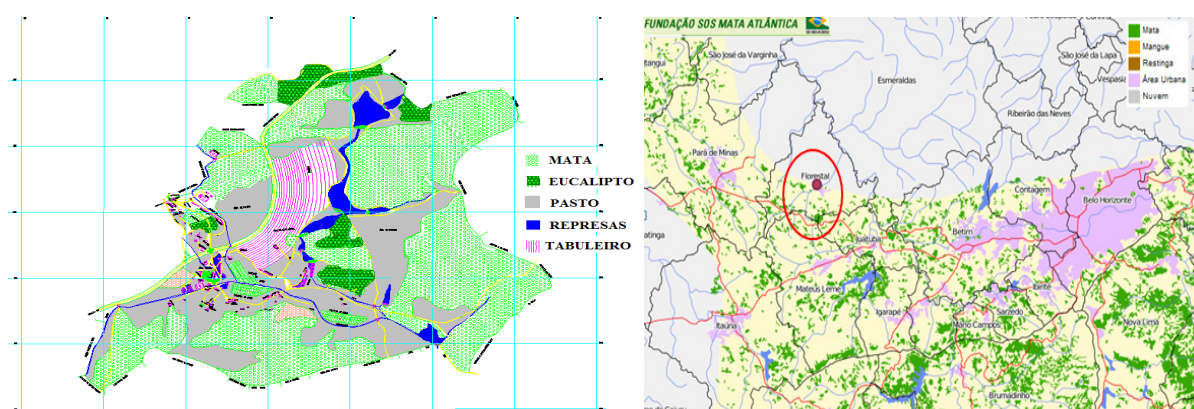 MATA
EUCALIPTO
PASTO
REPRESAS
TABULEIRO
FUNDAÇÃO SOS MATA ATLÂNTICA
Mata
Mangue
Restinga
Área Urbana
Nuvem
São José da Varginha
São José da Lapa
Esmeraldas
Ribeirão das Neves
Pará de Minas
Florestal
Contagem
Belo Horizonte
Juatuba
Betim
Mateus Leme
Igarapé
Ibirité
Sarzedo
Mário Campos
Nova Lima
Itaúna
Brumadinho